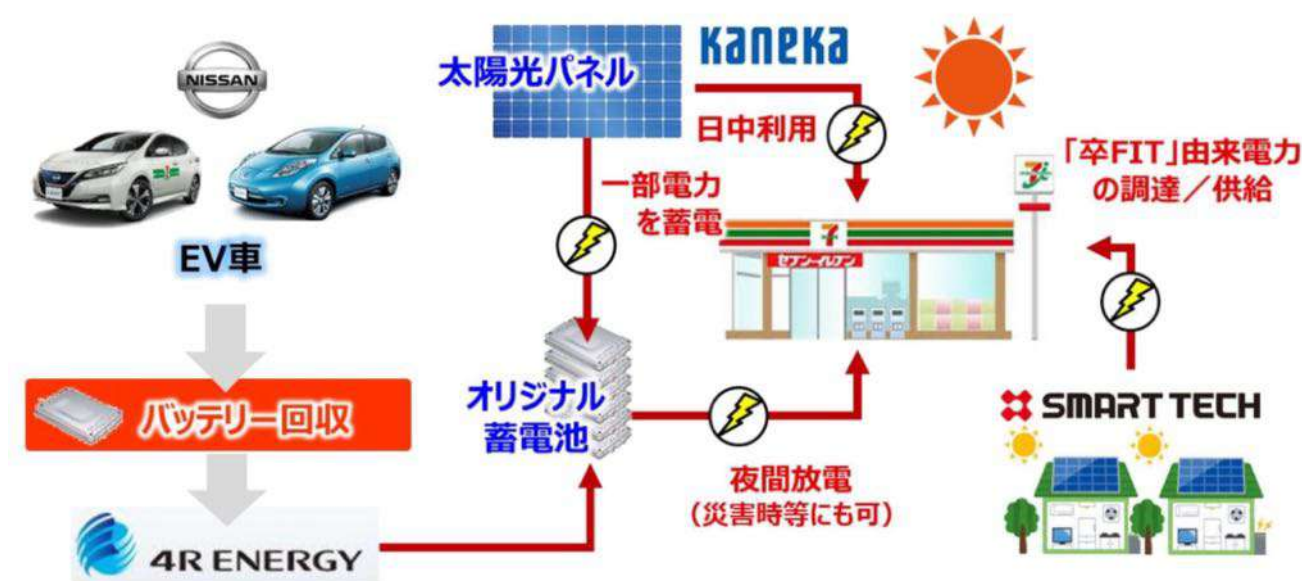 NISSAN
EV車
バッテリー回収
4R ENERGY
太陽光パネル
kaneka
日中利用
一部電力
を蓄電
オリジナル
蓄電池
夜間放電
（災害時等にも可）
7
セブン-イレブン
「卒FIT」由来電力
の調達／供給
SMART TECH